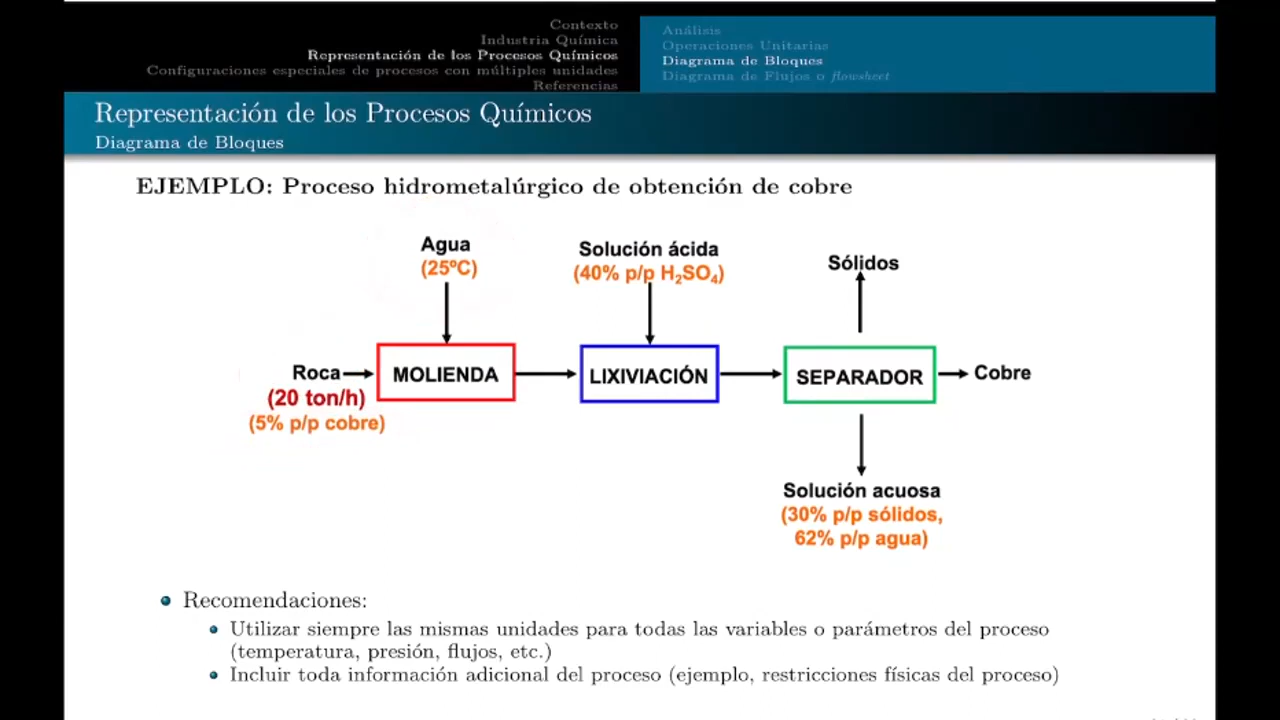 Contexto
Industria Química
Representación de los Procesos Químicos
Configuraciones especiales de procesos con múltiples unidades
Referencias
Análisis
Operaciones Unitarias
Diagrama de Bloques
Diagrama de Flujos o flowsheet
Representación de los Procesos Químicos
Diagrama de Bloques
EJEMPLO: Proceso hidrometalúrgico de obtención de cobre
Agua
(25ºC)
Solución ácida
(40% p/p H₂SO₄)
Sólidos
Roca
(20 ton/h)
(5% p/p cobre)
MOLIENDA
LIXIVIACIÓN
SEPARADOR
Cobre
Solución acuosa
(30% p/p sólidos,
62% p/p agua)
Recomendaciones:
Utilizar siempre las mismas unidades para todas las variables o parámetros del proceso
(temperatura, presión, flujos, etc.)
Incluir toda información adicional del proceso (ejemplo, restricciones físicas del proceso)